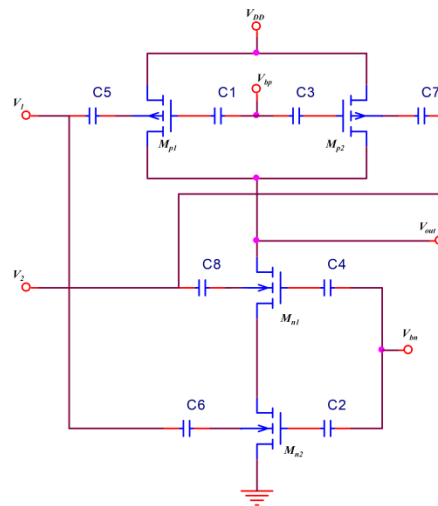 V_DD
V_1 C5 C1 V_bp C3 C7
M_p1 M_p2
V_out
V_2 C8 C4
M_n1 V_bn
C6 C2
M_n2